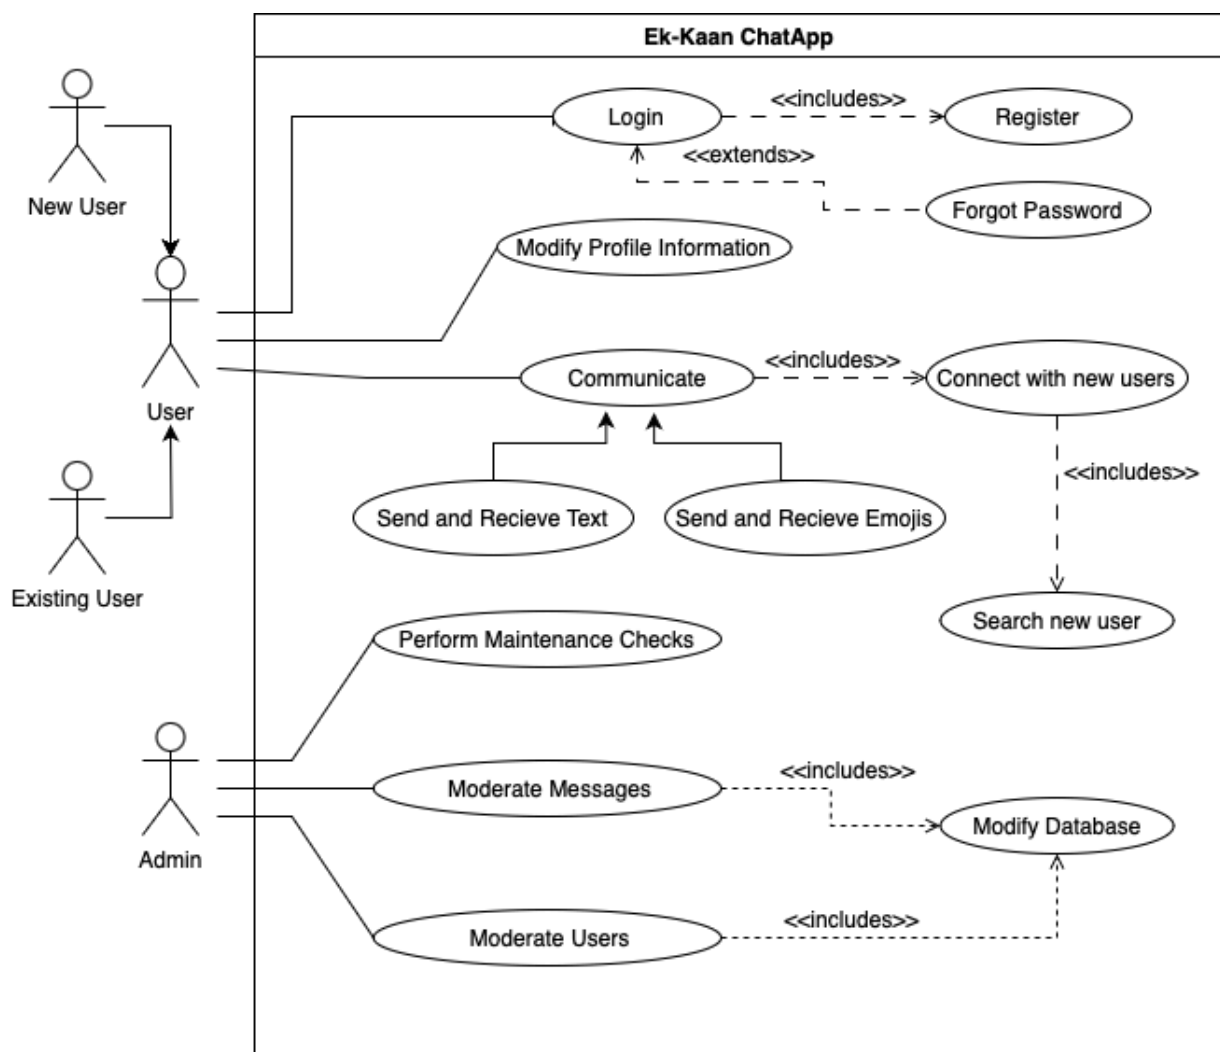 Ek-Kaan ChatApp
Login
<<includes>>
Register
<<extends>>
New User
Forgot Password
Modify Profile Information
<<includes>>
Communicate
Connect with new users
User
<<includes>>
Send and Recieve Text
Send and Recieve Emojis
Existing User
Search new user
Perform Maintenance Checks
<<includes>>
Moderate Messages
Modify Database
Admin
<<includes>>
Moderate Users